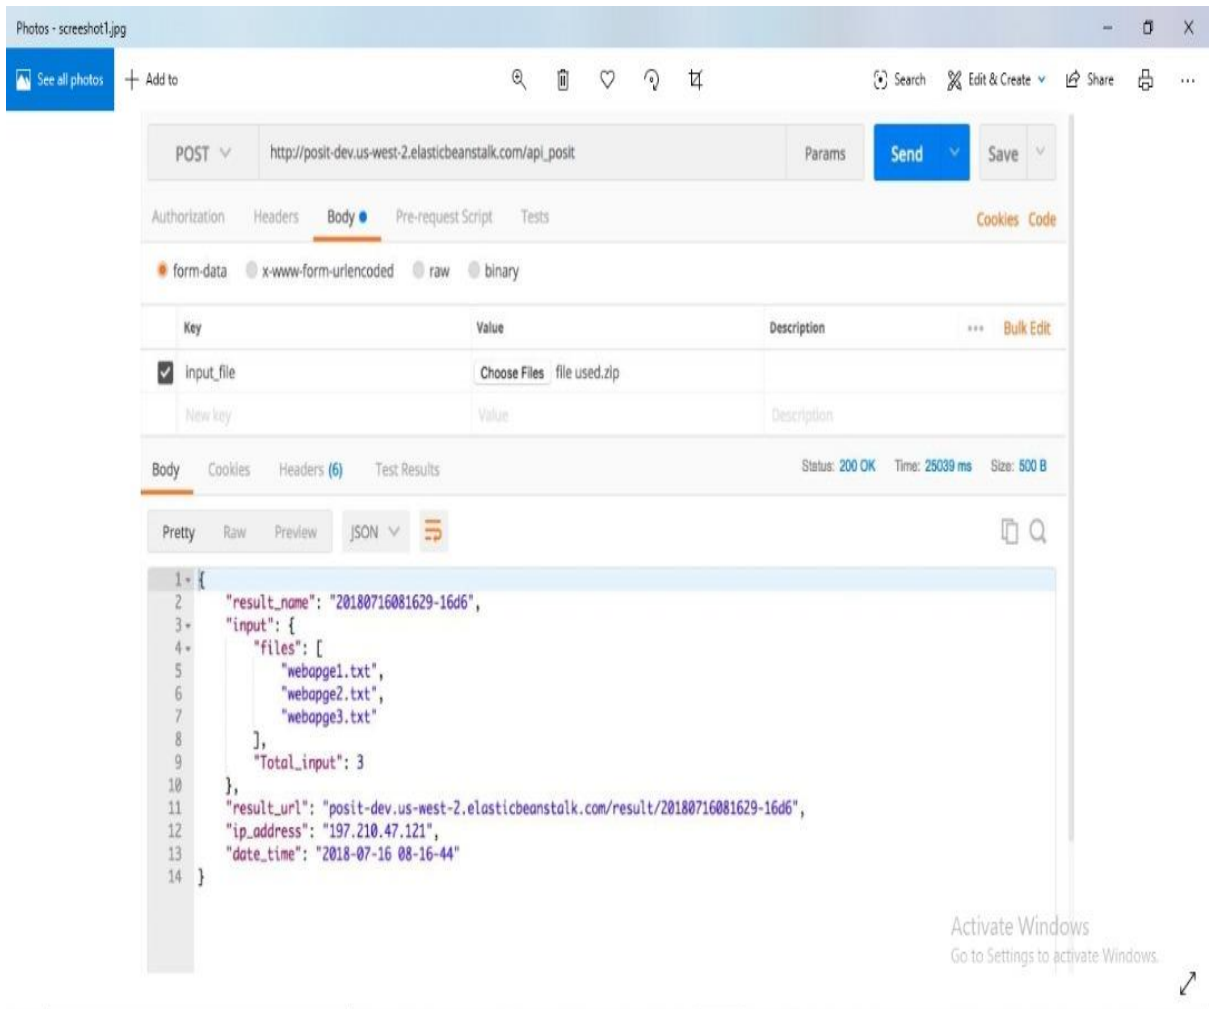 Photos - screeshot1.jpg
See all photos
Add to
Search
Edit & Create
Share
POST
http://posit-dev.us-west-2.elasticbeanstalk.com/api_posit
Params
Send
Save
Authorization
Headers
Body
Pre-request Script
Tests
Cookies
Code
form-data
x-www-form-urlencoded
raw
binary
Key
Value
Description
Bulk Edit
input_file
Choose Files
file used.zip
New key
Value
Description
Body
Cookies
Headers (6)
Test Results
Status: 200 OK
Time: 25039 ms
Size: 500 B
Pretty
Raw
Preview
JSON
1 {
2 "result_name": "20180716081629-16d6",
3 "input": {
4 "files": [
5 "webapge1.txt",
6 "webapge2.txt",
7 "webapge3.txt"
8 ],
9 "Total_input": 3
10 },
11 "result_url": "posit-dev.us-west-2.elasticbeanstalk.com/result/20180716081629-16d6",
12 "ip_address": "197.210.47.121",
13 "date_time": "2018-07-16 08-16-44"
14 }
Activate Windows
Go to Settings to activate Windows.